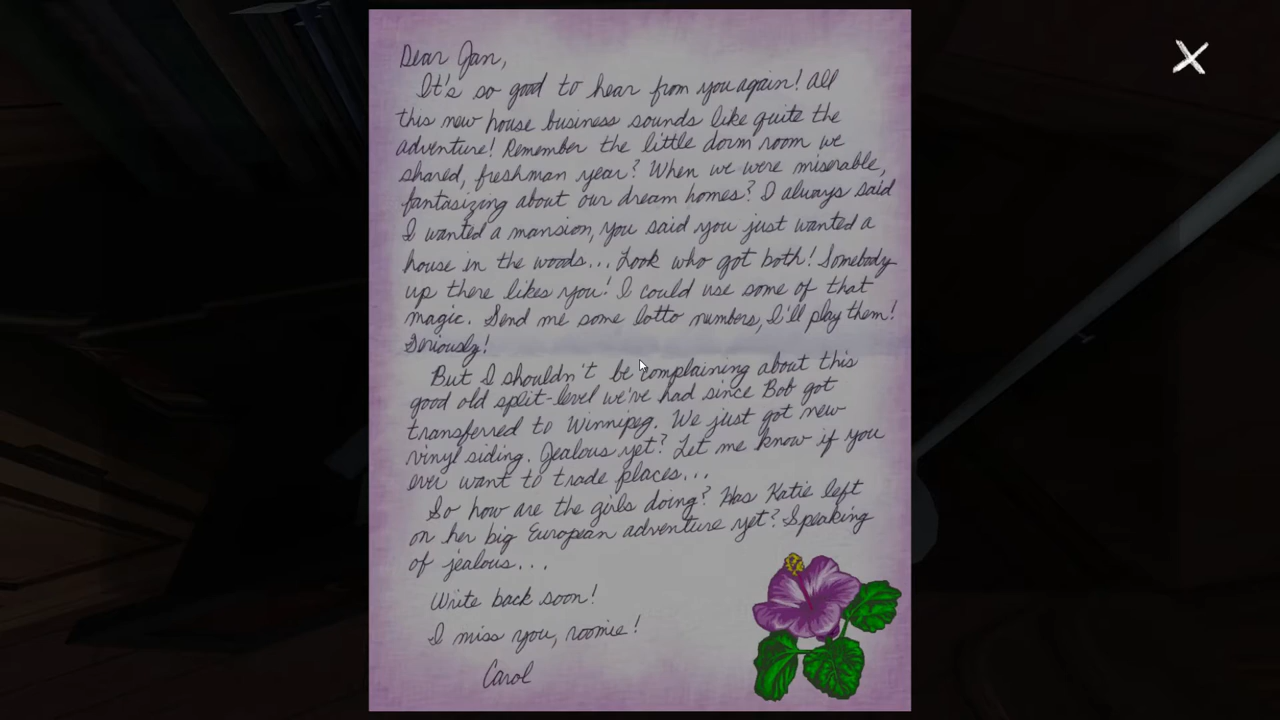 Dear Jan,
It's so good to hear from you again! All
this new house business sounds like quite the
adventure! Remember the little dorm room we
shared, freshman year? When we were miserable,
fantasizing about our dream homes? I always said
I wanted a mansion, you said you just wanted a
house in the woods... Look who got both! Somebody
up there likes you! I could use some of that
magic. Send me some lotto numbers, I'll play them!
Seriously!
But I shouldn't be complaining about this
good old split-level we've had since Bob got
transferred to Winnipeg. We just got new
vinyl siding. Jealous yet? Let me know if you
ever want to trade places...
So how are the girls doing? Has Katie left
on her big European adventure yet? Speaking
of jealous...
Write back soon!
I miss you, roomie!
Carol